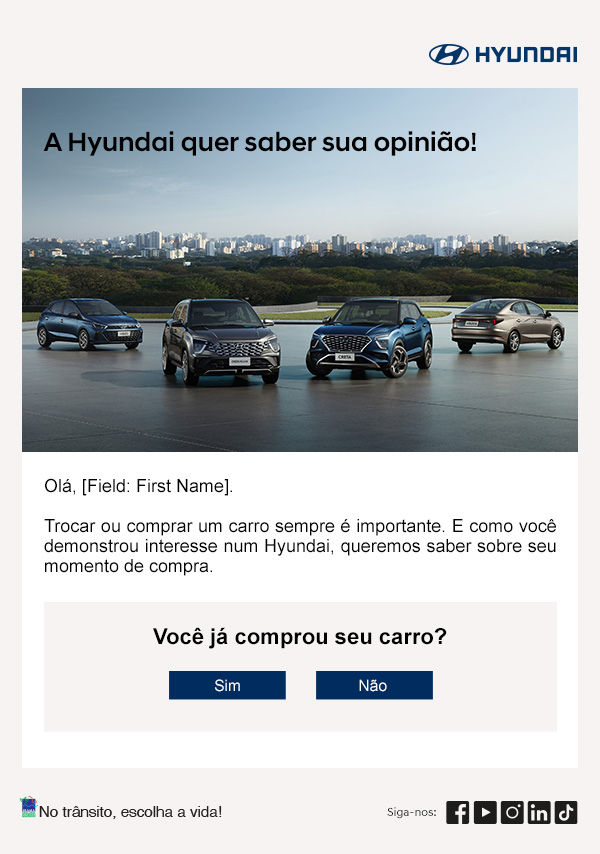 HYUNDAI
A Hyundai quer saber sua opinião!
CRETA
Olá, [Field: First Name].
Trocar ou comprar um carro sempre é importante. E como você
demonstrou interesse num Hyundai, queremos saber sobre seu
momento de compra.
Você já comprou seu carro?
Sim Não
No trânsito, escolha a vida!
Siga-nos: